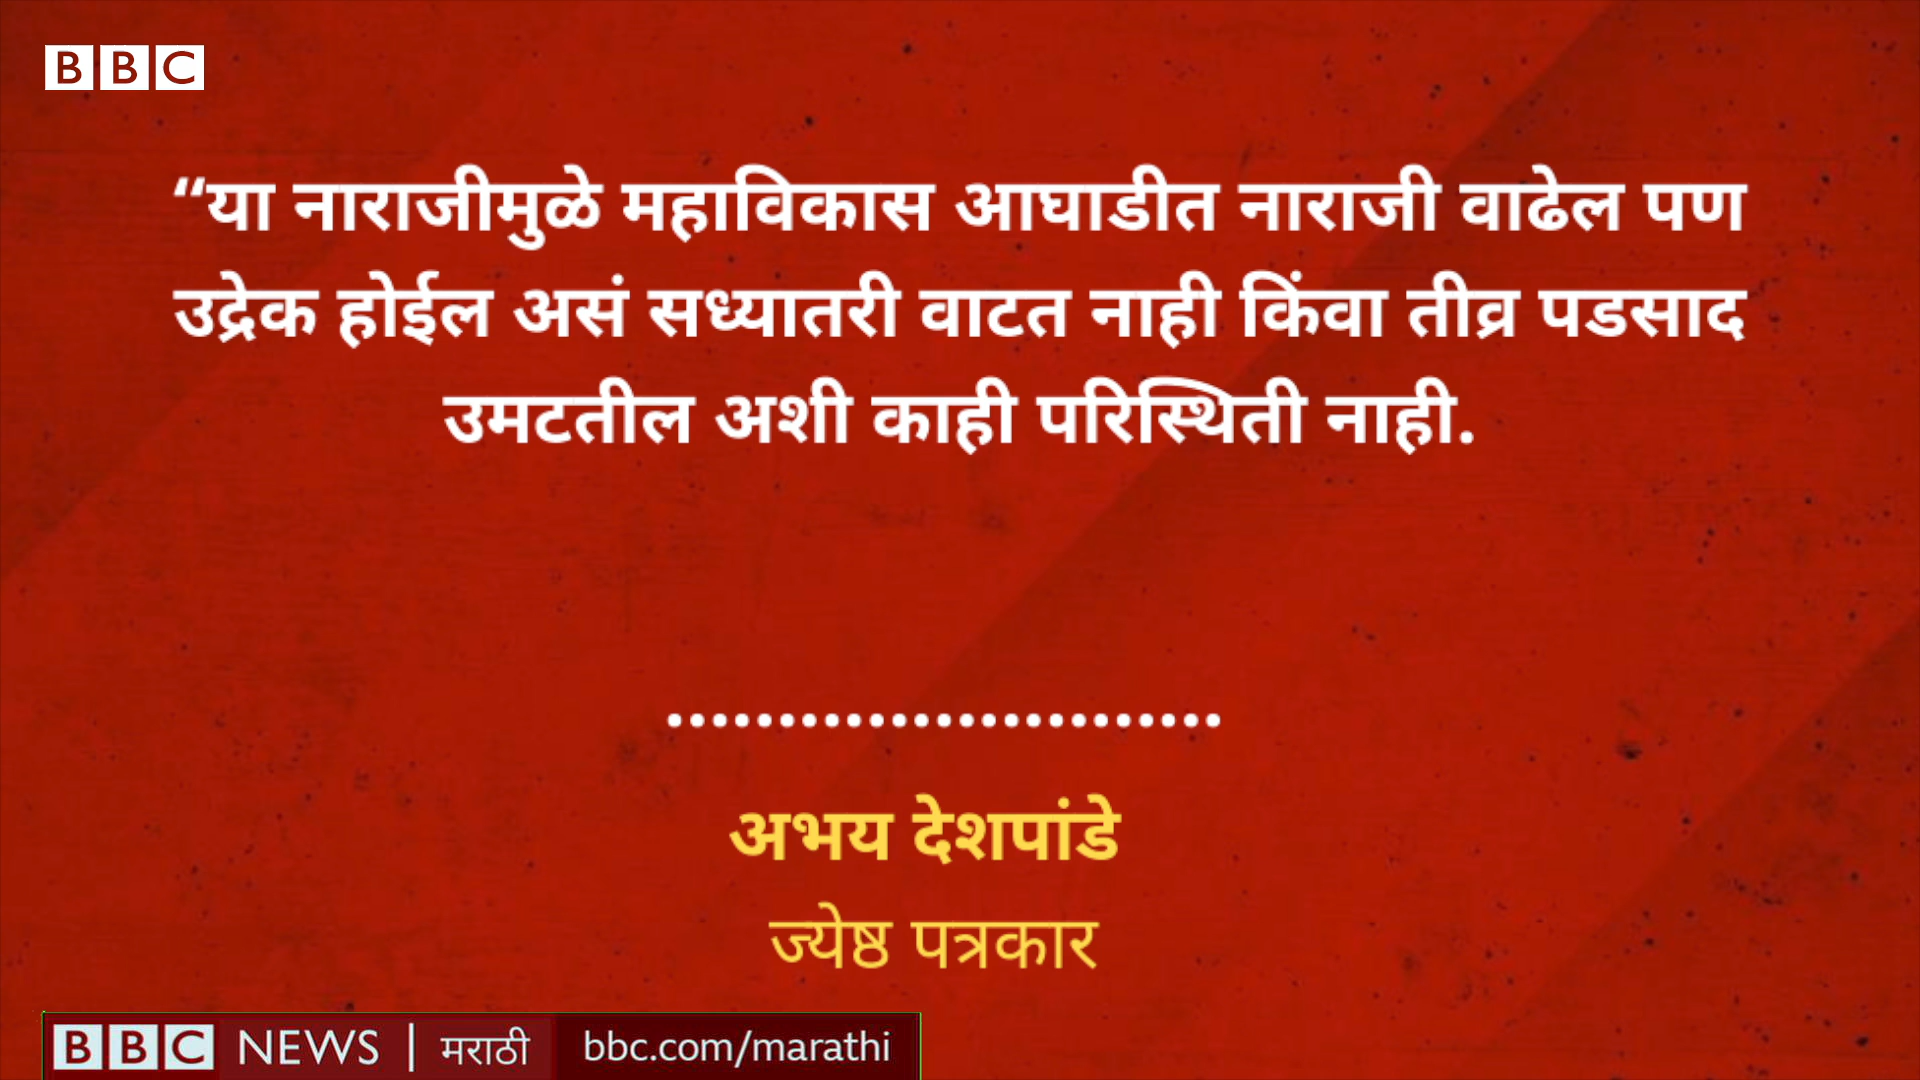 BBC
“या नाराजीमुळे महाविकास आघाडीत नाराजी वाढेल पण
उद्रेक होईल असं सध्यातरी वाटत नाही किंवा तीव्र पडसाद
उमटतील अशी काही परिस्थिती नाही.
अभय देशपांडे
ज्येष्ठ पत्रकार
BBC NEWS | मराठी bbc.com/marathi